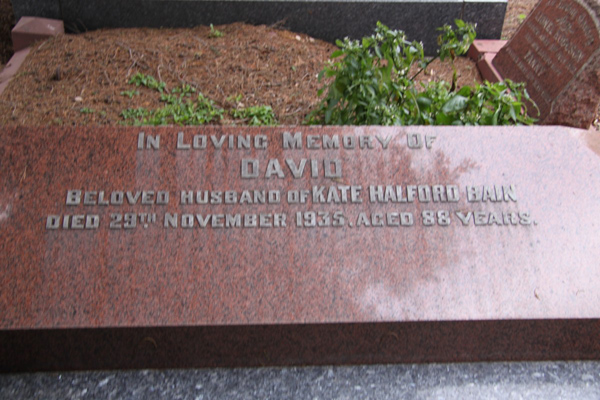 In Loving Memory Of
DAVID
Beloved Husband of KATE HALFORD BAIN
Died 29th November 1935, Aged 88 Years.